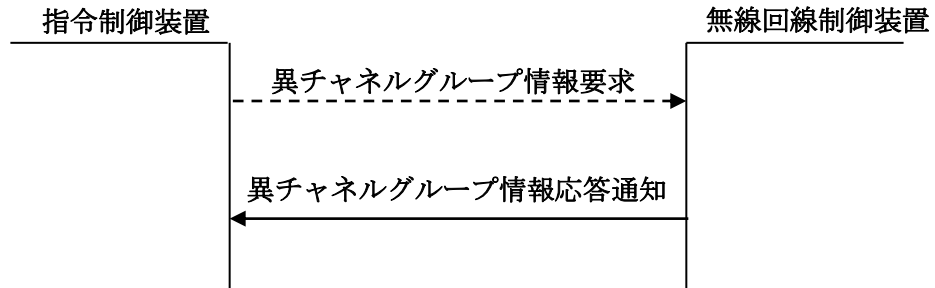 指令制御装置
無線回線制御装置
異チャネルグループ情報要求
異チャネルグループ情報応答通知